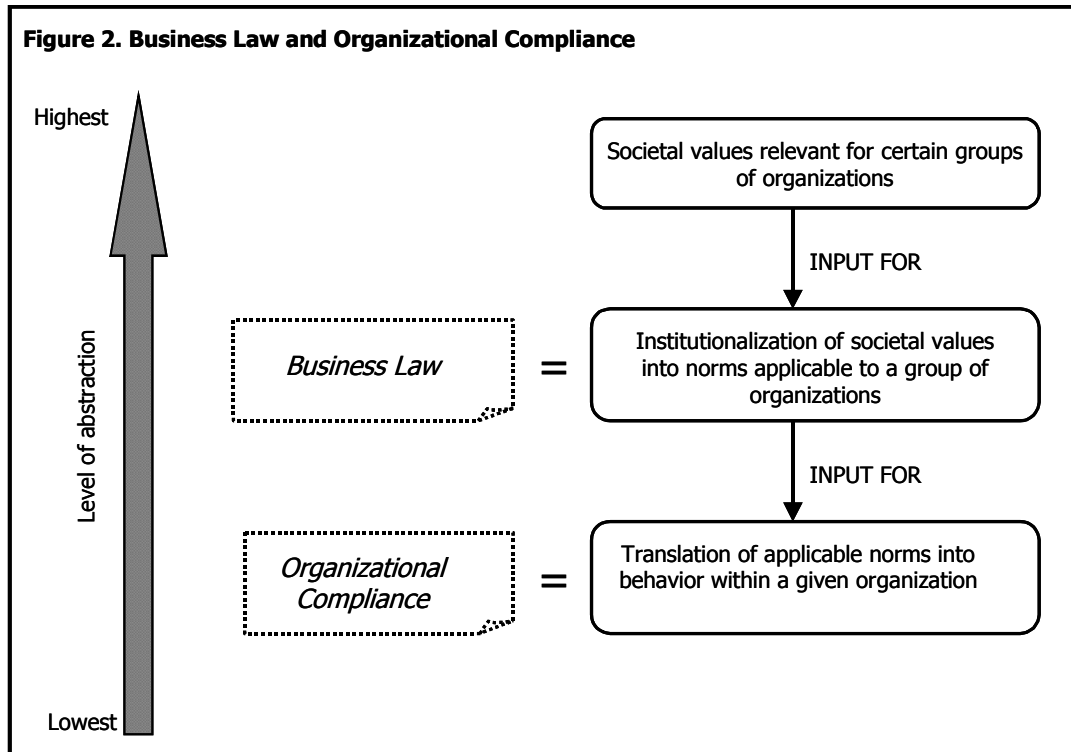 Figure 2. Business Law and Organizational Compliance
Highest
Societal values relevant for certain groups
of organizations
INPUT FOR
Level of abstraction
Business Law
=
Institutionalization of societal values
into norms applicable to a group of
organizations
INPUT FOR
Organizational
Compliance
=
Translation of applicable norms into
behavior within a given organization
Lowest